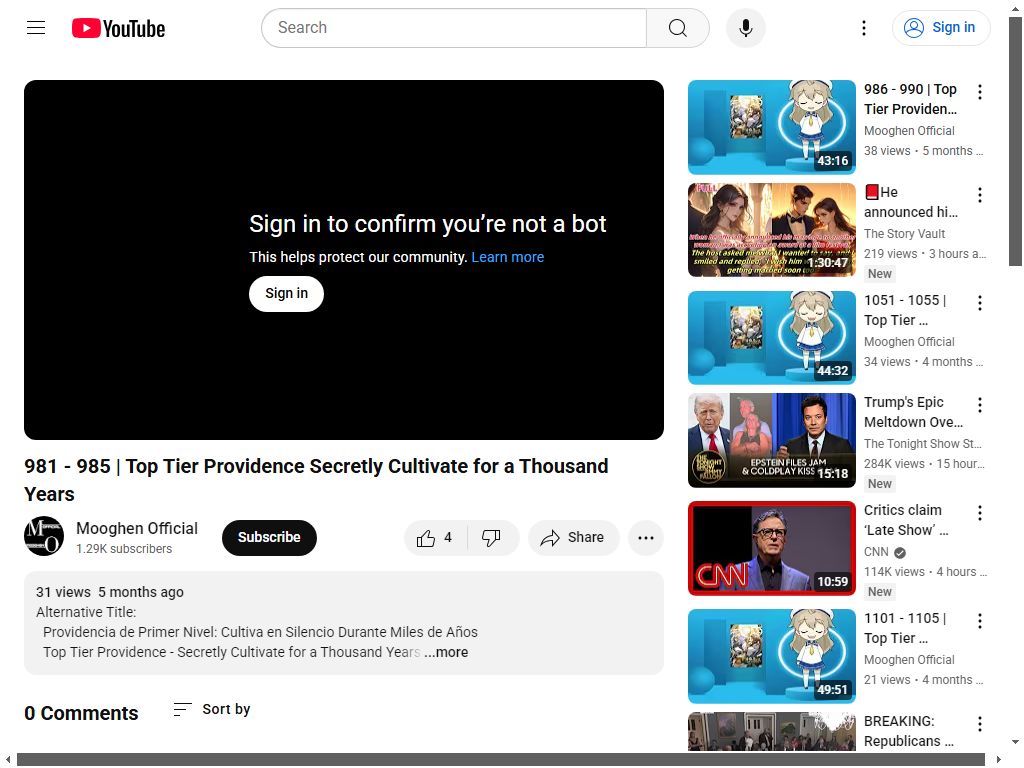 YouTube
Search
Sign in
Sign in to confirm you’re not a bot
This helps protect our community. Learn more
Sign in
981 - 985 | Top Tier Providence Secretly Cultivate for a Thousand
Years
Mooghen Official
1.29K subscribers
Subscribe
4
Share
31 views 5 months ago
Alternative Title:
Providencia de Primer Nivel: Cultiva en Silencio Durante Miles de Años
Top Tier Providence - Secretly Cultivate for a Thousand Years ...more
0 Comments
Sort by
43:16
986 - 990 | Top
Tier Providen...
Mooghen Official
38 views • 5 months ...
FULL
1:30:47
He
announced hi...
The Story Vault
219 views • 3 hours a...
New
44:32
1051 - 1055 |
Top Tier ...
Mooghen Official
34 views • 4 months ...
THE TONIGHT SHOW
EPSTEIN FILES JAM
& COLDPLAY KISS
15:18
Trump's Epic
Meltdown Ove...
The Tonight Show St...
284K views • 15 hour...
New
CNN
10:59
Critics claim
‘Late Show’ ...
CNN
114K views • 4 hours ...
New
49:51
1101 - 1105 |
Top Tier ...
Mooghen Official
21 views • 4 months ...
BREAKING:
Republicans ...